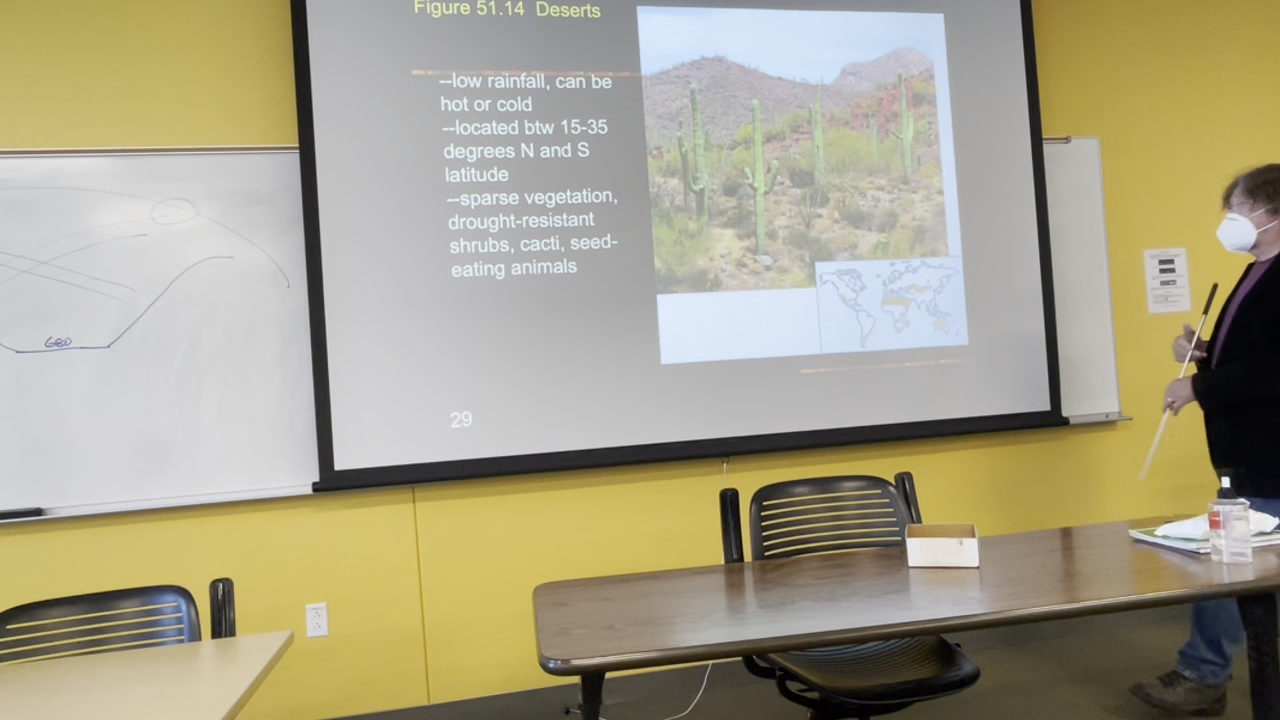 Figure 51.14 Deserts
--low rainfall, can be
hot or cold
--located btw 15-35
degrees N and S
latitude
--sparse vegetation,
drought-resistant
shrubs, cacti, seed-
eating animals
29